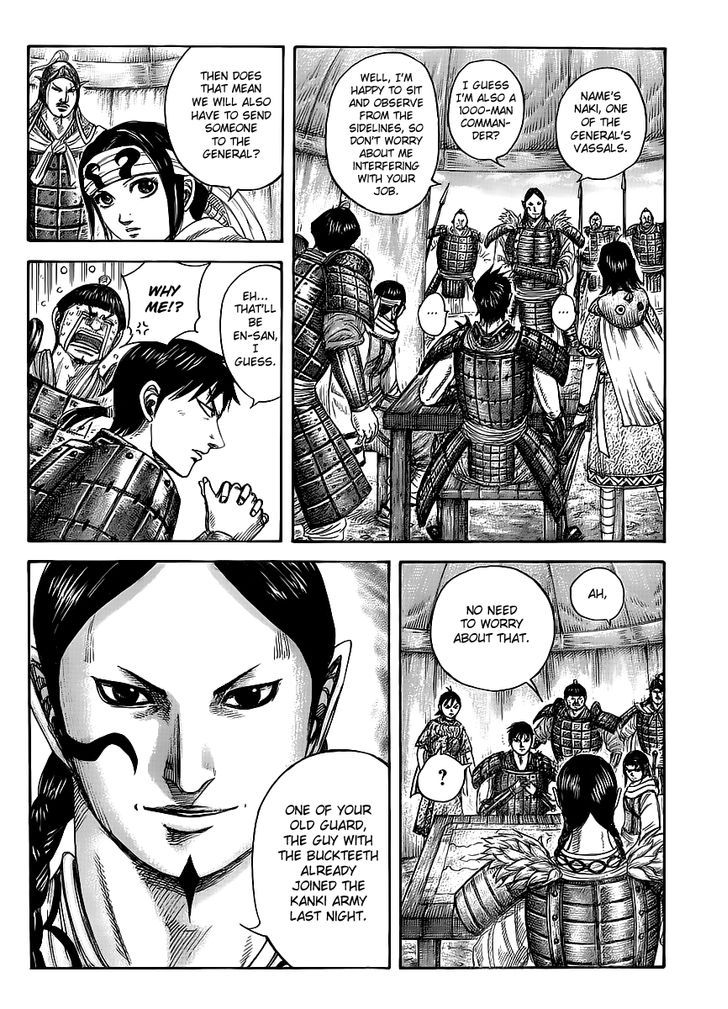 NAME'S
NAKI, ONE
OF THE
GENERAL'S
VASSALS.
I GUESS
I'M ALSO A
1000-MAN
COMMAN-
DER?
WELL, I'M
HAPPY TO SIT
AND OBSERVE
FROM THE
SIDELINES, SO
DON'T WORRY
ABOUT ME
INTERFERING
WITH YOUR
JOB.
...
...
THEN DOES
THAT MEAN
WE WILL ALSO
HAVE TO SEND
SOMEONE
TO THE
GENERAL?
EH...
THAT'LL
BE
EN-SAN,
I
GUESS.
WHY
ME!?
AH,
NO NEED
TO WORRY
ABOUT THAT.
?
ONE OF YOUR
OLD GUARD,
THE GUY WITH
THE BUCKTEETH
ALREADY
JOINED THE
KANKI ARMY
LAST NIGHT.